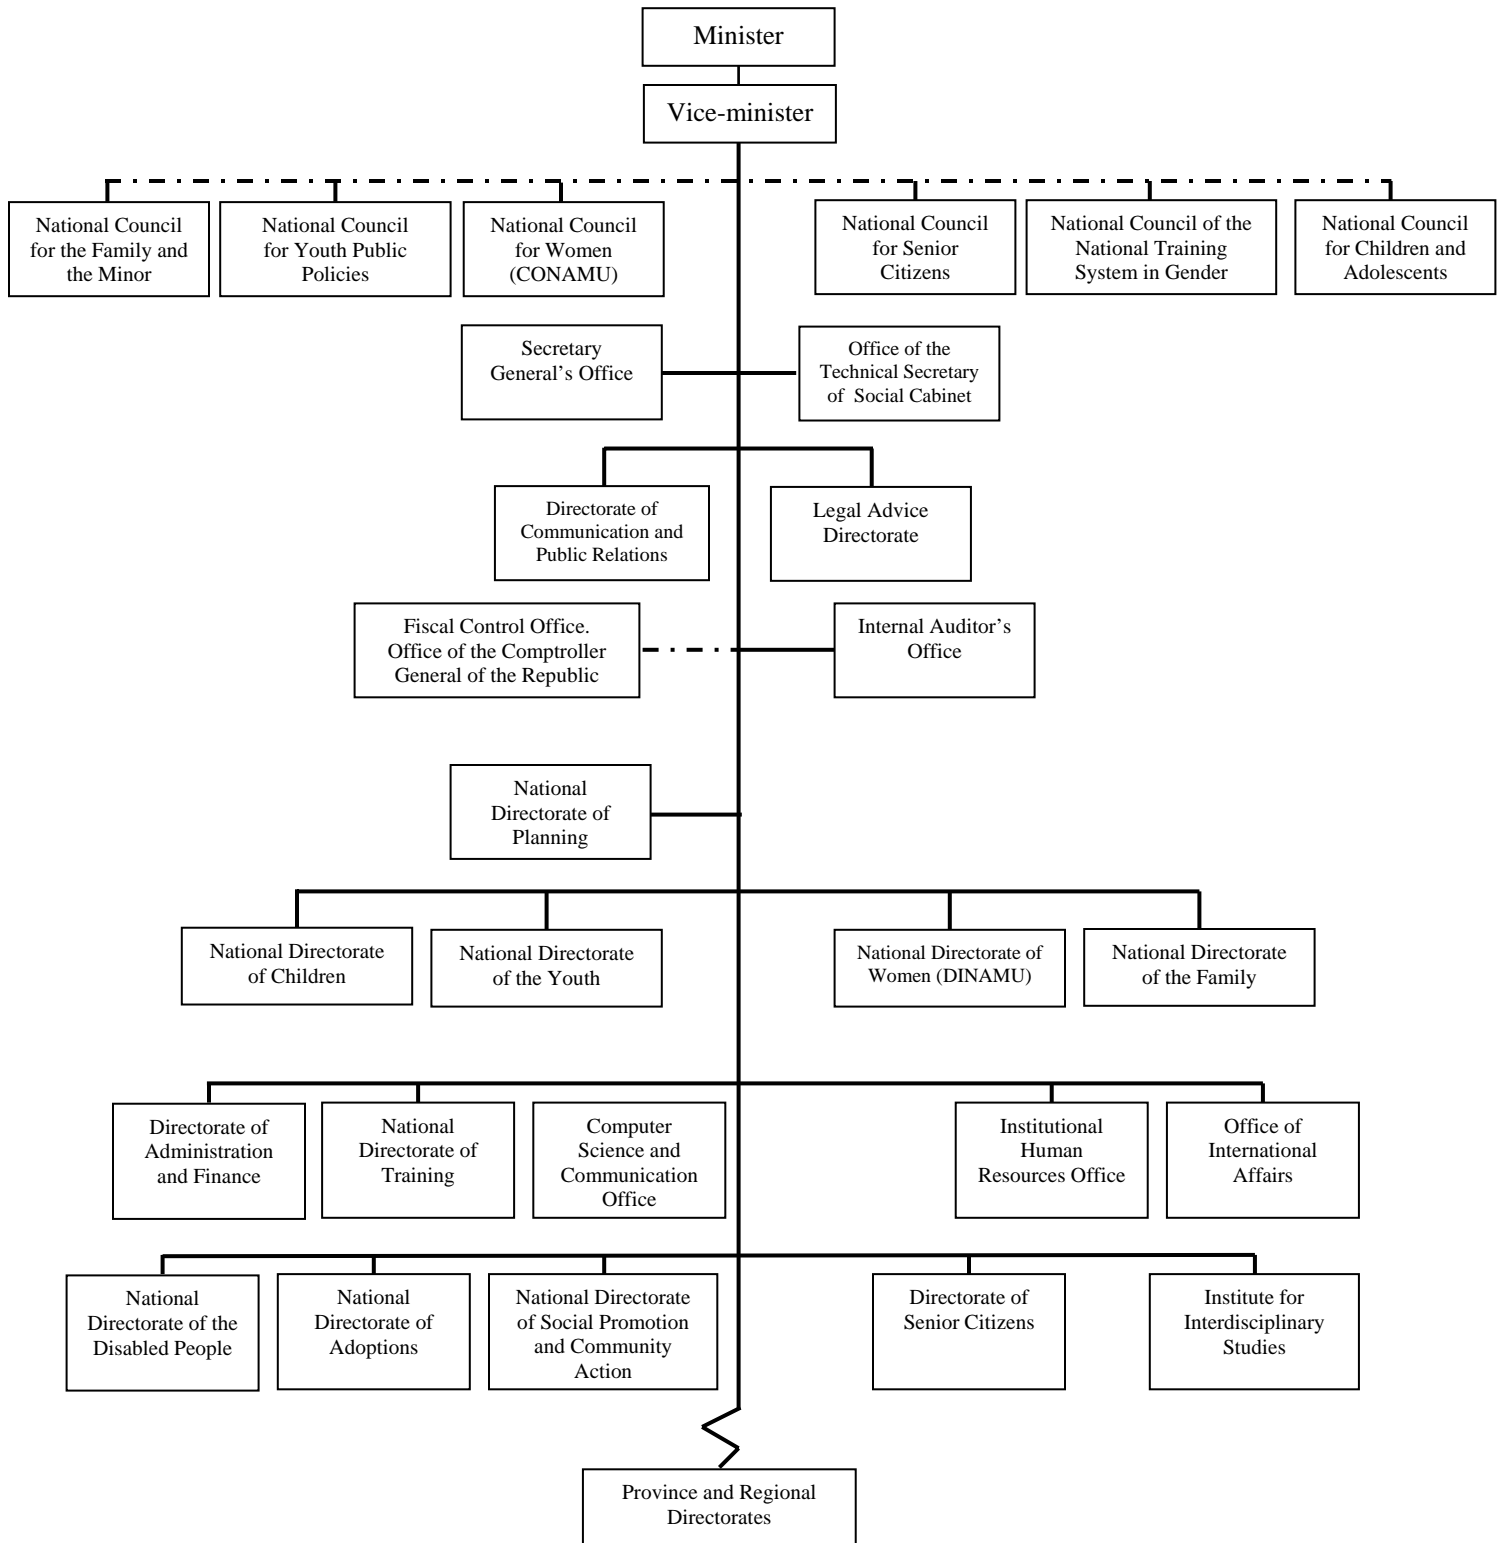 Minister
Vice-minister
National Council
for the Family and
the Minor
National Council
for Youth Public
Policies
National Council
for Women
(CONAMU)
National Council
for Senior
Citizens
National Council of the
National Training
System in Gender
National Council
for Children and
Adolescents
Secretary
General’s Office
Office of the
Technical Secretary
of Social Cabinet
Directorate of
Communication and
Public Relations
Legal Advice
Directorate
Fiscal Control Office.
Office of the Comptroller
General of the Republic
Internal Auditor’s
Office
National
Directorate of
Planning
National Directorate
of Children
National Directorate
of the Youth
National Directorate of
Women (DINAMU)
National Directorate
of the Family
Directorate of
Administration
and Finance
National
Directorate of
Training
Computer
Science and
Communication
Office
Institutional
Human
Resources Office
Office of
International
Affairs
National
Directorate of the
Disabled People
National
Directorate of
Adoptions
National Directorate
of Social Promotion
and Community
Action
Directorate of
Senior Citizens
Institute for
Interdisciplinary
Studies
Province and Regional
Directorates